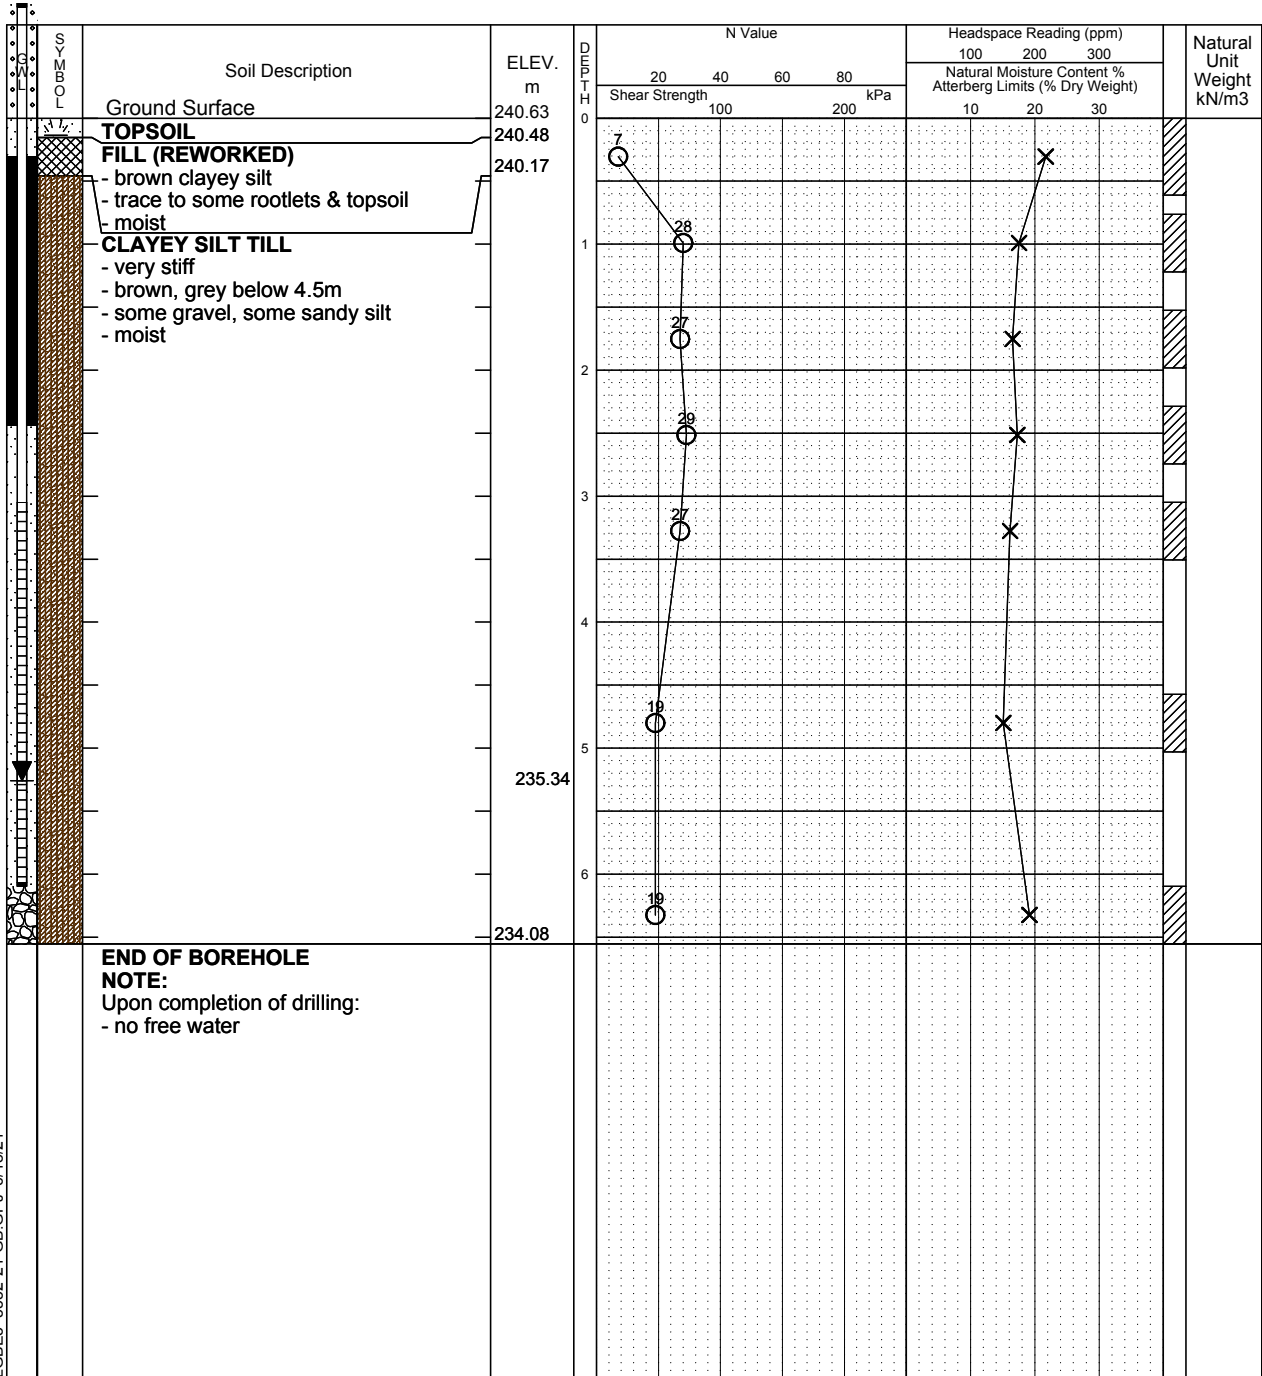 GWL
SYMBOL
Soil Description
ELEV.
m
DEPTH
N Value
20 40 60 80
Shear Strength kPa
100 200
Headspace Reading (ppm)
100 200 300
Natural Moisture Content %
Atterberg Limits (% Dry Weight)
10 20 30
Natural
Unit
Weight
kN/m3
Ground Surface 240.63 0
TOPSOIL 240.48
7
FILL (REWORKED) 240.17
- brown clayey silt
- trace to some rootlets & topsoil
- moist
28
CLAYEY SILT TILL 1
- very stiff
- brown, grey below 4.5m
- some gravel, some sandy silt
27
- moist
2
29
3
27
4
19
5
235.34
6
19
234.08
END OF BOREHOLE
NOTE:
Upon completion of drilling:
- no free water